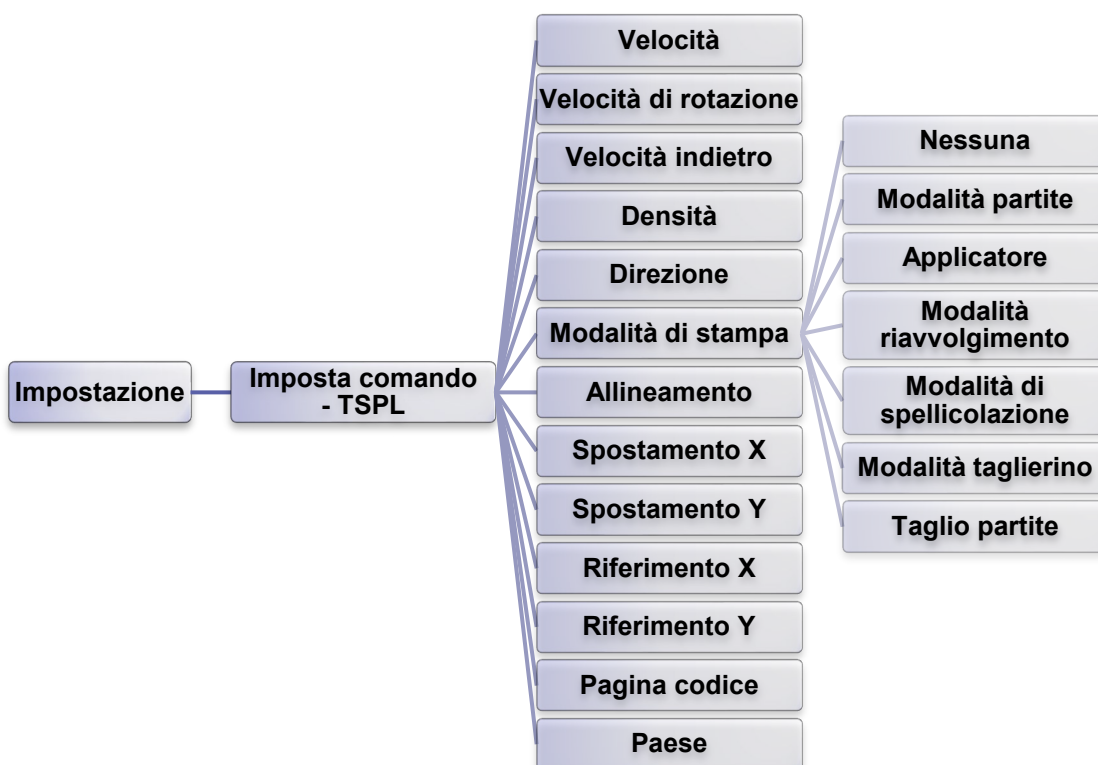 Impostazione
Imposta comando
- TSPL
Velocità
Velocità di rotazione
Velocità indietro
Densità
Direzione
Modalità di stampa
Allineamento
Spostamento X
Spostamento Y
Riferimento X
Riferimento Y
Pagina codice
Paese
Nessuna
Modalità partite
Applicatore
Modalità
riavvolgimento
Modalità di
spellicolazione
Modalità taglierino
Taglio partite